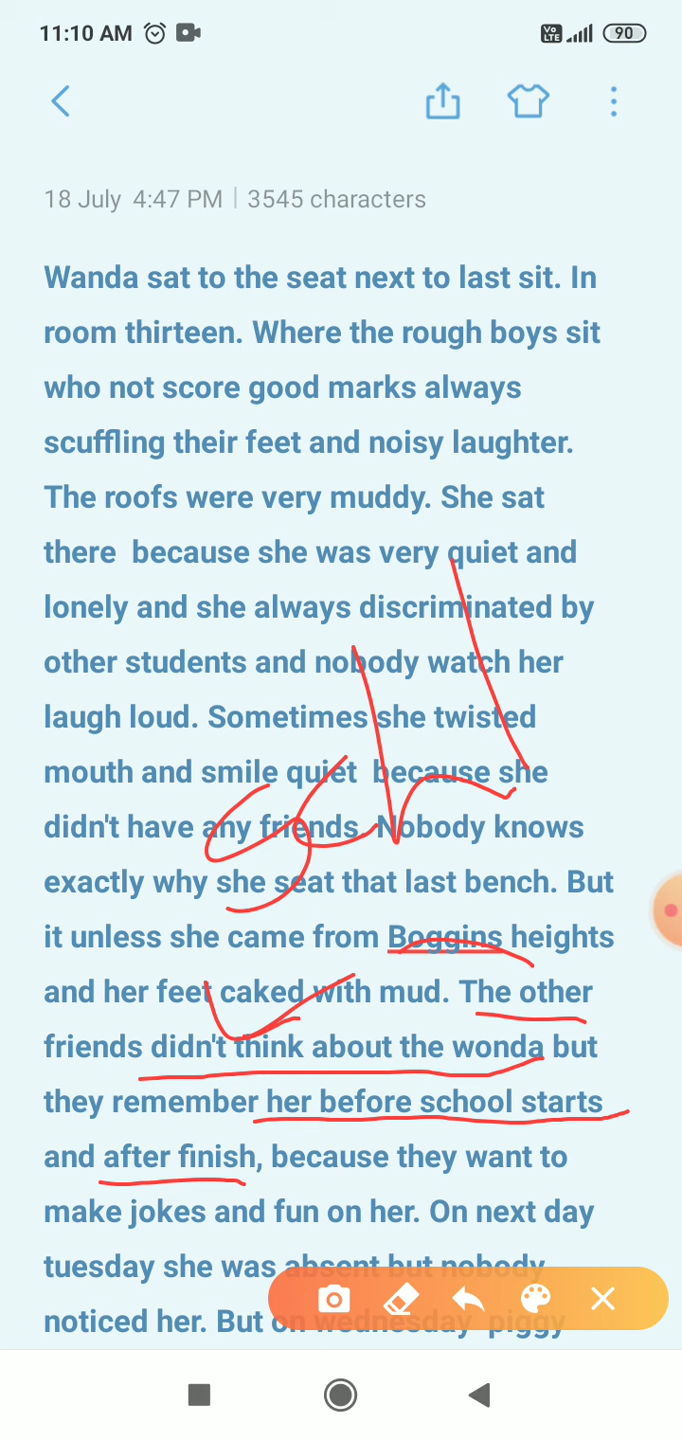 11:10 AM
Vo LTE 90
18 July 4:47 PM | 3545 characters
Wanda sat to the seat next to last sit. In
room thirteen. Where the rough boys sit
who not score good marks always
scuffling their feet and noisy laughter.
The roofs were very muddy. She sat
there because she was very quiet and
lonely and she always discriminated by
other students and nobody watch her
laugh loud. Sometimes she twisted
mouth and smile quiet because she
didn't have any friends. Nobody knows
exactly why she seat that last bench. But
it unless she came from Boggins heights
and her feet caked with mud. The other
friends didn't think about the wonda but
they remember her before school starts
and after finish, because they want to
make jokes and fun on her. On next day
tuesday she was absent but nobody
noticed her. But on wednesday piggy